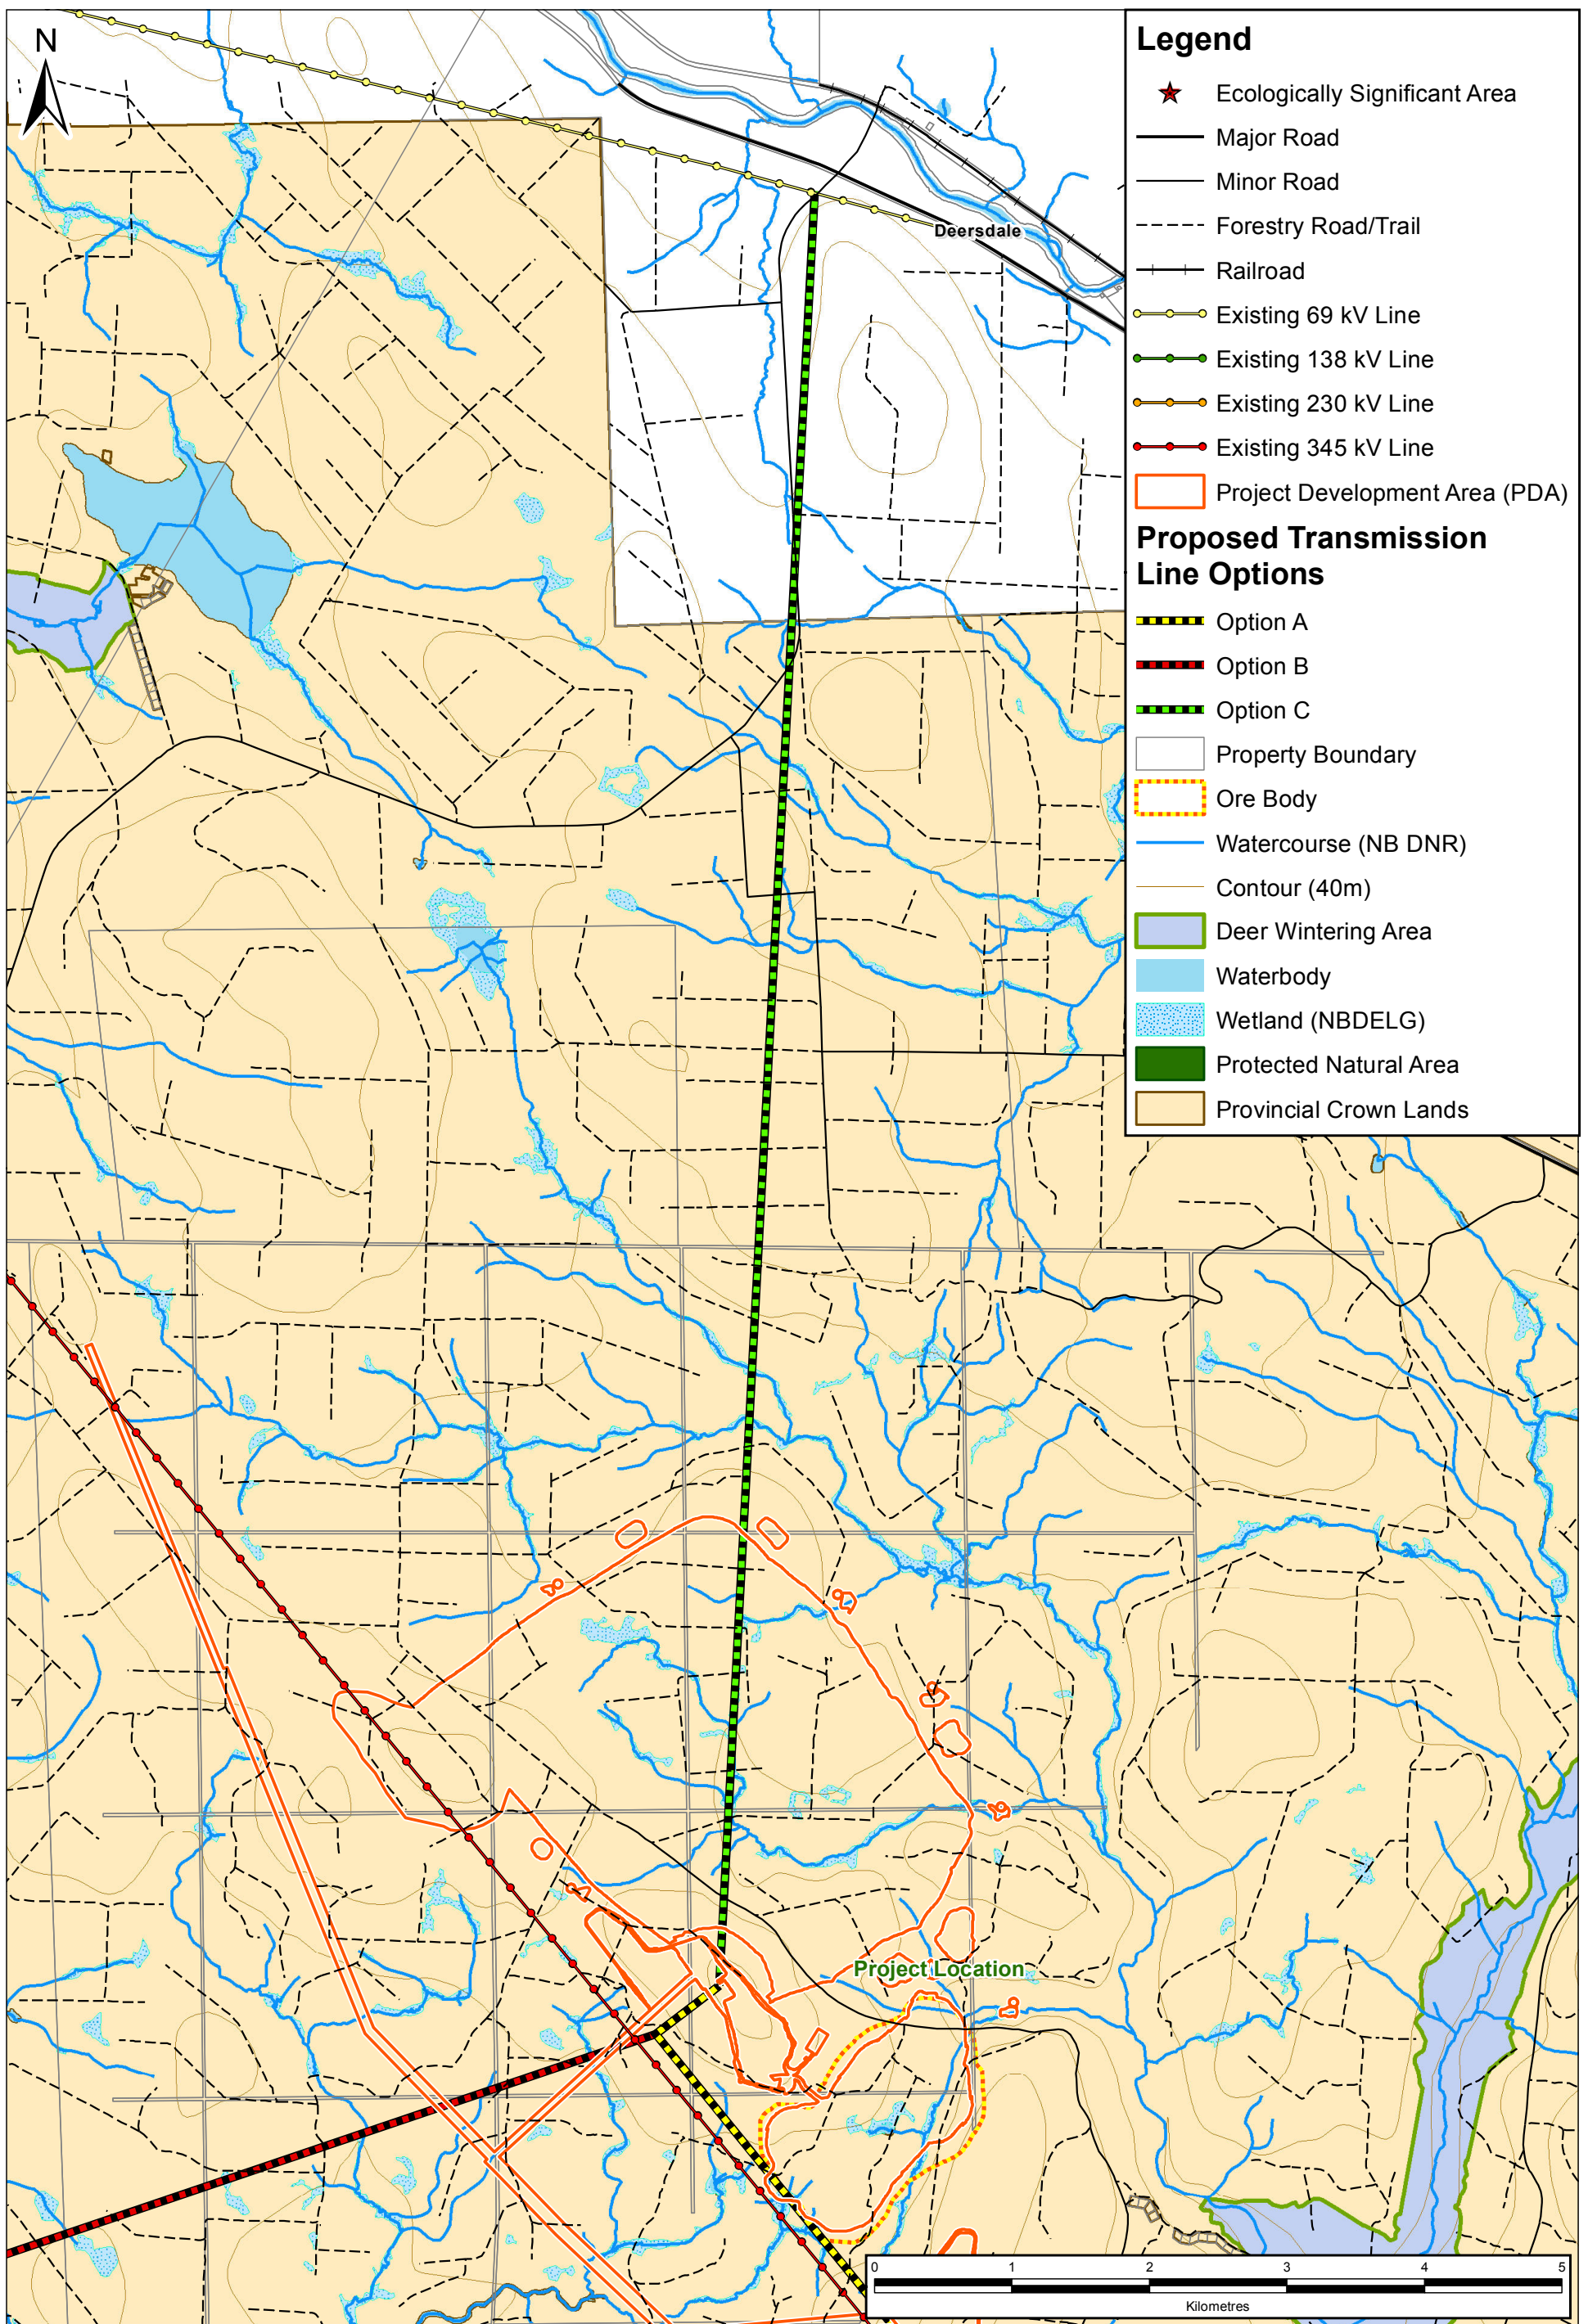 N
Deersdale
Project Location
Legend
Ecologically Significant Area
Major Road
Minor Road
Forestry Road/Trail
Railroad
Existing 69 kV Line
Existing 138 kV Line
Existing 230 kV Line
Existing 345 kV Line
Project Development Area (PDA)
Proposed Transmission
Line Options
Option A
Option B
Option C
Property Boundary
Ore Body
Watercourse (NB DNR)
Contour (40m)
Deer Wintering Area
Waterbody
Wetland (NBDELG)
Protected Natural Area
Provincial Crown Lands
0 1 2 3 4 5
Kilometres